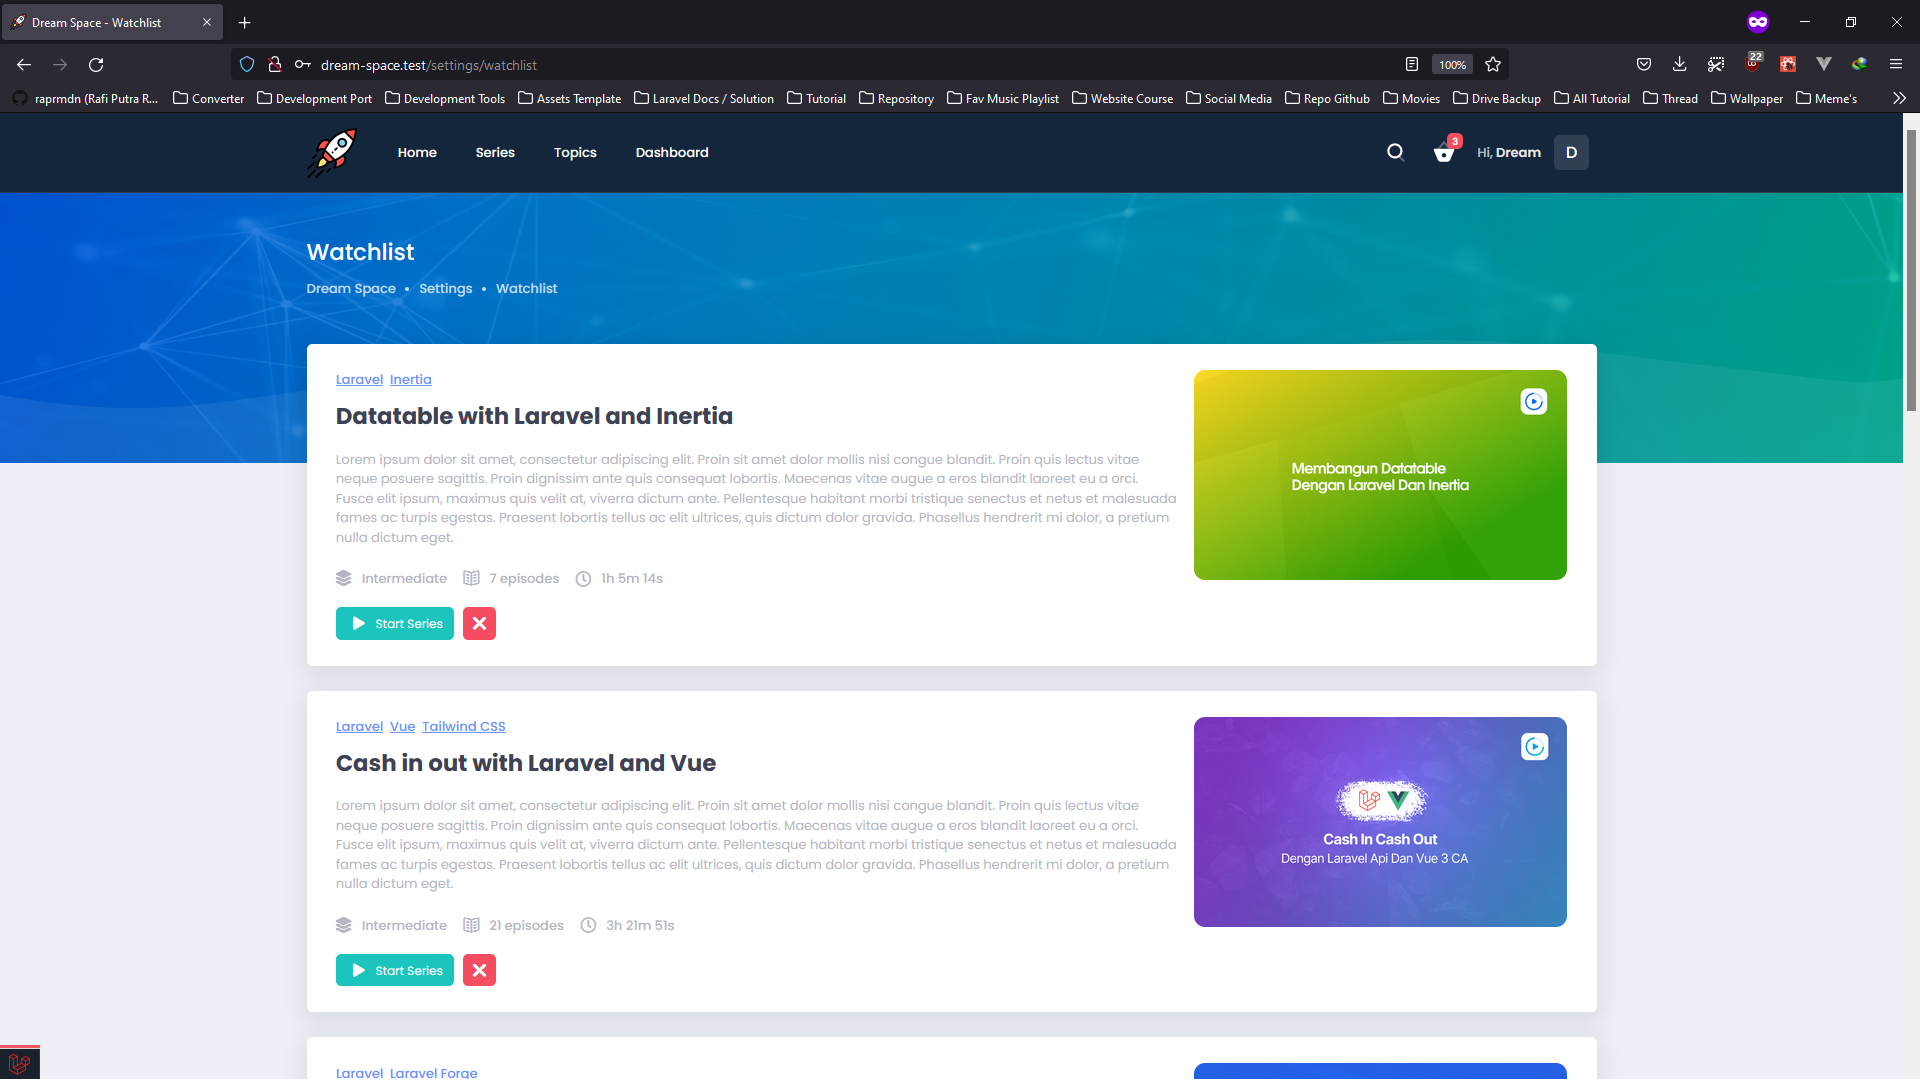 Dream Space - Watchlist
dream-space.test/settings/watchlist
100%
22
raprmdn (Rafi Putra R...
Converter
Development Port
Development Tools
Assets Template
Laravel Docs / Solution
Tutorial
Repository
Fav Music Playlist
Website Course
Social Media
Repo Github
Movies
Drive Backup
All Tutorial
Thread
Wallpaper
Meme's
Home
Series
Topics
Dashboard
3
Hi, Dream
D
Watchlist
Dream Space • Settings • Watchlist
Laravel Inertia
Datatable with Laravel and Inertia
Lorem ipsum dolor sit amet, consectetur adipiscing elit. Proin sit amet dolor mollis nisi congue blandit. Proin quis lectus vitae
neque posuere sagittis. Proin dignissim ante quis consequat lobortis. Maecenas vitae augue a eros blandit laoreet eu a orci.
Fusce elit ipsum, maximus quis velit at, viverra dictum ante. Pellentesque habitant morbi tristique senectus et netus et malesuada
fames ac turpis egestas. Praesent lobortis tellus ac elit ultrices, quis dictum dolor gravida. Phasellus hendrerit mi dolor, a pretium
nulla dictum eget.
Intermediate
7 episodes
1h 5m 14s
Start Series
Membangun Datatable
Dengan Laravel Dan Inertia
Laravel Vue Tailwind CSS
Cash in out with Laravel and Vue
Lorem ipsum dolor sit amet, consectetur adipiscing elit. Proin sit amet dolor mollis nisi congue blandit. Proin quis lectus vitae
neque posuere sagittis. Proin dignissim ante quis consequat lobortis. Maecenas vitae augue a eros blandit laoreet eu a orci.
Fusce elit ipsum, maximus quis velit at, viverra dictum ante. Pellentesque habitant morbi tristique senectus et netus et malesuada
fames ac turpis egestas. Praesent lobortis tellus ac elit ultrices, quis dictum dolor gravida. Phasellus hendrerit mi dolor, a pretium
nulla dictum eget.
Intermediate
21 episodes
3h 21m 51s
Start Series
Cash In Cash Out
Dengan Laravel Api Dan Vue 3 CA
Laravel Laravel Forge